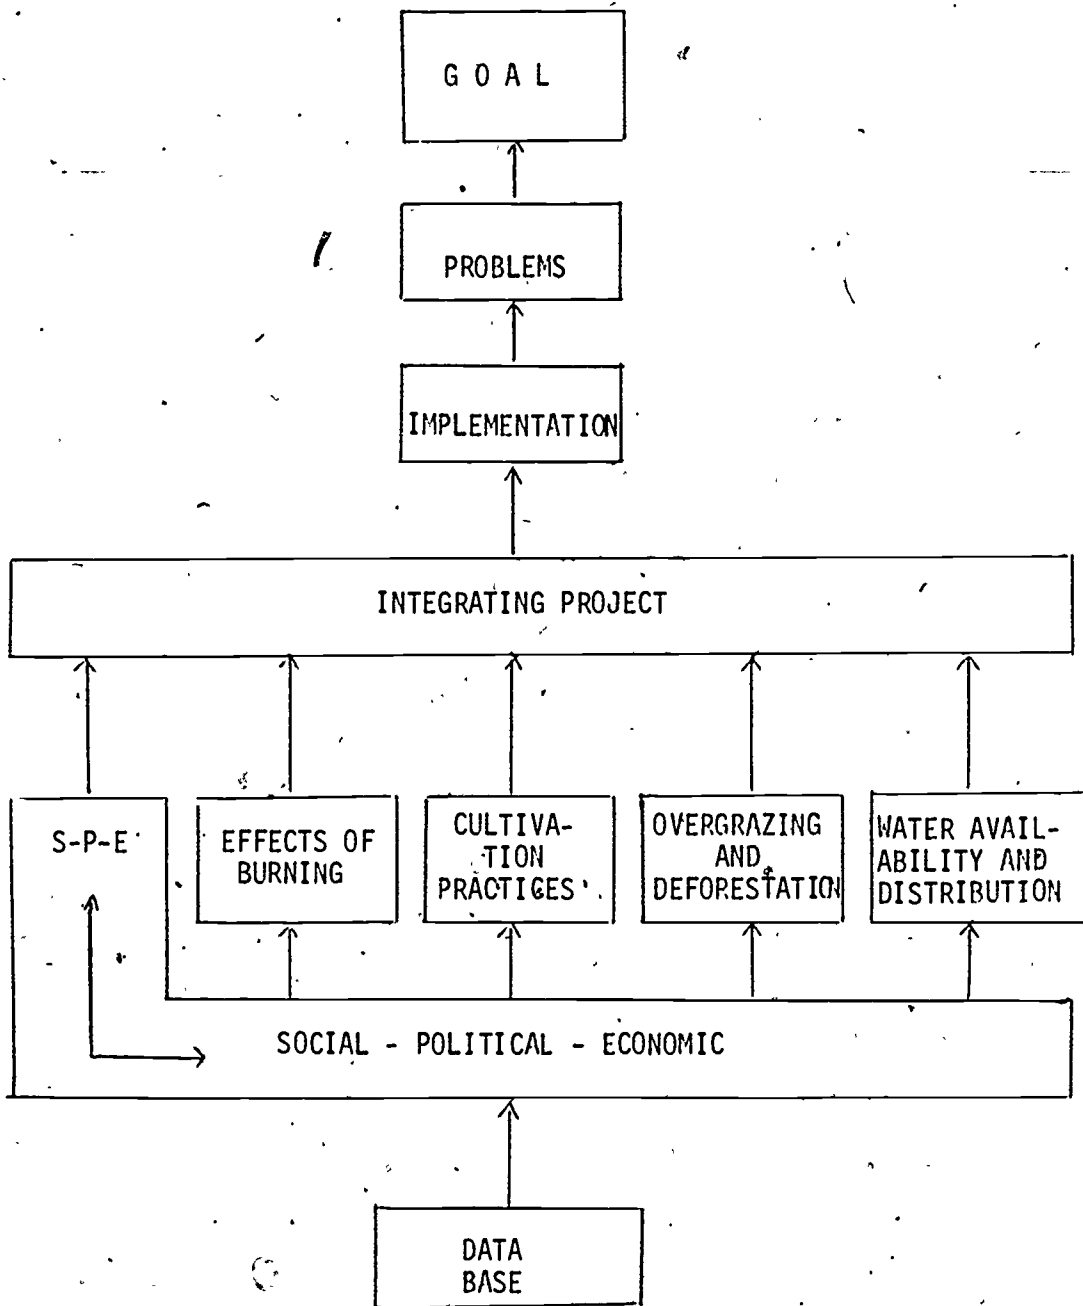 G O A L
PROBLEMS
IMPLEMENTATION
INTEGRATING PROJECT
S-P-E
EFFECTS OF
BURNING
CULTIVA-
TION
PRACTICES
OVERGRAZING
AND
DEFORESTATION
WATER AVAIL-
ABILITY AND
DISTRIBUTION
SOCIAL - POLITICAL - ECONOMIC
DATA
BASE